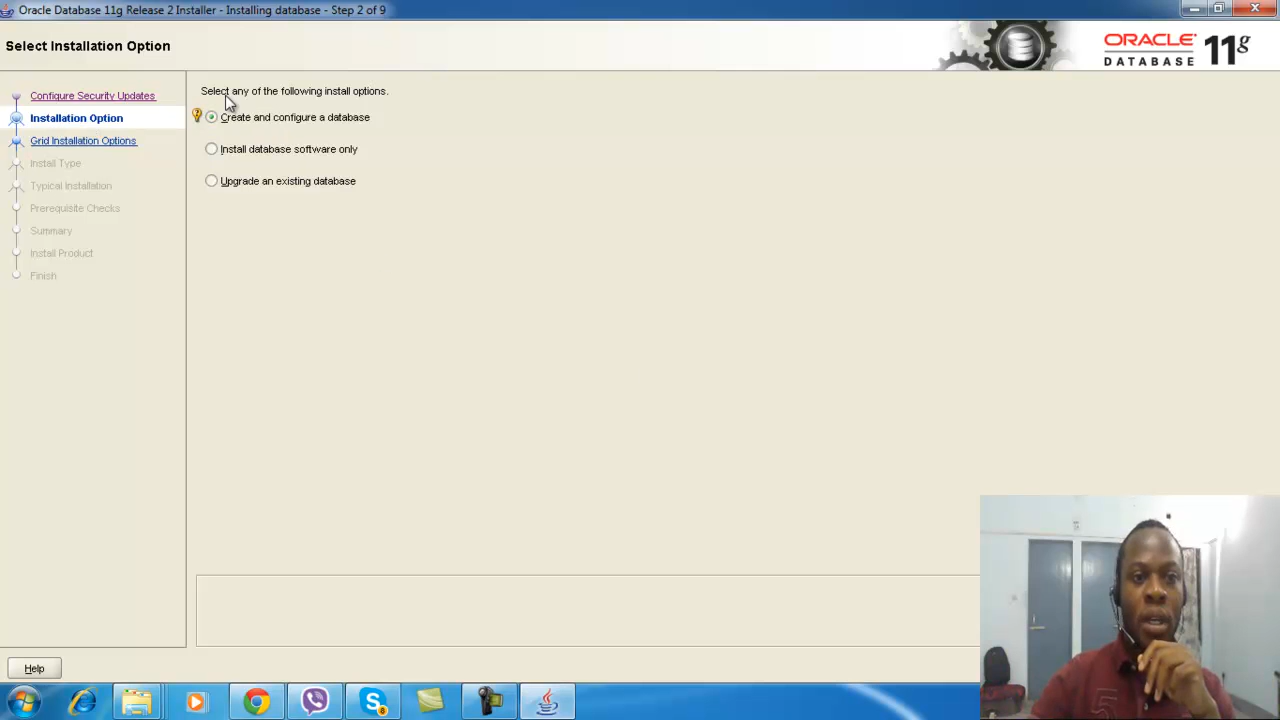 Oracle Database 11g Release 2 Installer - Installing database - Step 2 of 9
Select Installation Option
ORACLE
DATABASE
11g
Configure Security Updates
Installation Option
Grid Installation Options
Install Type
Typical Installation
Prerequisite Checks
Summary
Install Product
Finish
Select any of the following install options.
Create and configure a database
Install database software only
Upgrade an existing database
Help
8
5